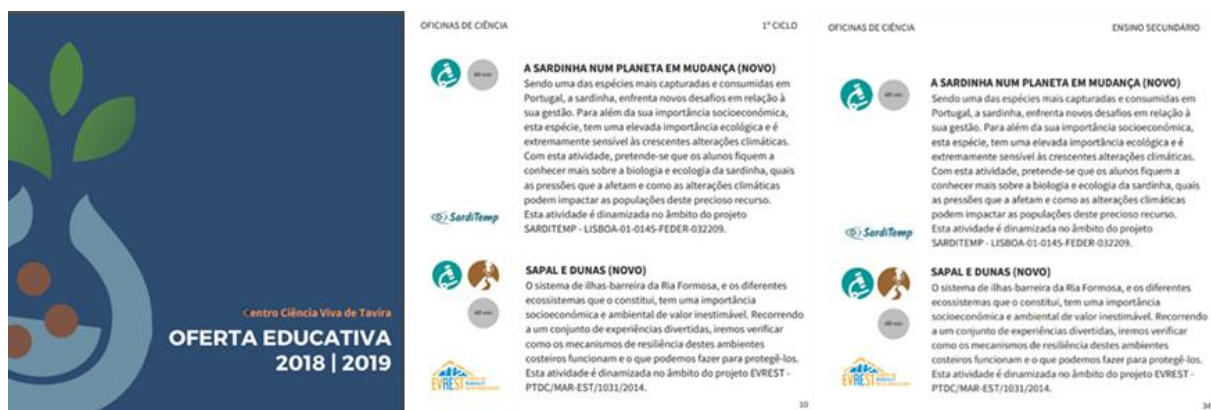 Centro Ciência Viva de Tavira
OFERTA EDUCATIVA
2018 | 2019
OFICINAS DE CIÊNCIA
1º CICLO
60 min
A SARDINHA NUM PLANETA EM MUDANÇA (NOVO)
Sendo uma das espécies mais capturadas e consumidas em
Portugal, a sardinha, enfrenta novos desafios em relação à
sua gestão. Para além da sua importância socioeconómica,
esta espécie, tem uma elevada importância ecológica e é
extremamente sensível às crescentes alterações climáticas.
Com esta atividade, pretende-se que os alunos fiquem a
conhecer mais sobre a biologia e ecologia da sardinha, quais
as pressões que a afetam e como as alterações climáticas
podem impactar as populações deste precioso recurso.
Esta atividade é dinamizada no âmbito do projeto
SARDITEMP - LISBOA-01-0145-FEDER-032209.
SardiTemp
SAPAL E DUNAS (NOVO)
O sistema de ilhas-barreira da Ria Formosa, e os diferentes
ecossistemas que o constitui, tem uma importância
socioeconómica e ambiental de valor inestimável. Recorrendo
a um conjunto de experiências divertidas, iremos verificar
como os mecanismos de resiliência destes ambientes
costeiros funcionam e o que podemos fazer para protegê-los.
Esta atividade é dinamizada no âmbito do projeto EVREST -
PTDC/MAR-EST/1031/2014.
60 min
EVREST
10
OFICINAS DE CIÊNCIA
ENSINO SECUNDÁRIO
60 min
A SARDINHA NUM PLANETA EM MUDANÇA (NOVO)
Sendo uma das espécies mais capturadas e consumidas em
Portugal, a sardinha, enfrenta novos desafios em relação à
sua gestão. Para além da sua importância socioeconómica,
esta espécie, tem uma elevada importância ecológica e é
extremamente sensível às crescentes alterações climáticas.
Com esta atividade, pretende-se que os alunos fiquem a
conhecer mais sobre a biologia e ecologia da sardinha, quais
as pressões que a afetam e como as alterações climáticas
podem impactar as populações deste precioso recurso.
Esta atividade é dinamizada no âmbito do projeto
SARDITEMP - LISBOA-01-0145-FEDER-032209.
SardiTemp
SAPAL E DUNAS (NOVO)
O sistema de ilhas-barreira da Ria Formosa, e os diferentes
ecossistemas que o constitui, tem uma importância
socioeconómica e ambiental de valor inestimável. Recorrendo
a um conjunto de experiências divertidas, iremos verificar
como os mecanismos de resiliência destes ambientes
costeiros funcionam e o que podemos fazer para protegê-los.
Esta atividade é dinamizada no âmbito do projeto EVREST -
PTDC/MAR-EST/1031/2014.
60 min
EVREST
34